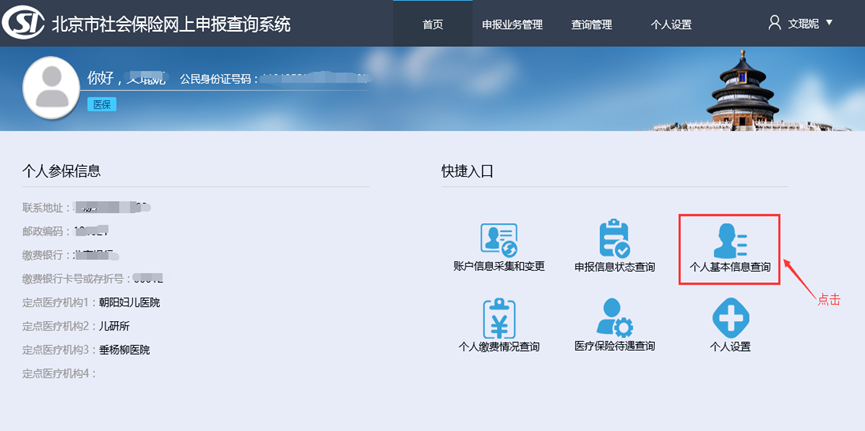 北京市社会保险网上申报查询系统
首页 申报业务管理 查询管理 个人设置 文琨妮
你好, 文琨妮 公民身份证号码:
医保
个人参保信息
联系地址:
邮政编码:
缴费银行:
缴费银行卡号或存折号:
定点医疗机构1: 朝阳妇儿医院
定点医疗机构2: 儿研所
定点医疗机构3: 垂杨柳医院
定点医疗机构4:
快捷入口
账户信息采集和变更 申报信息状态查询 个人基本信息查询
点击
个人缴费情况查询 医疗保险待遇查询 个人设置